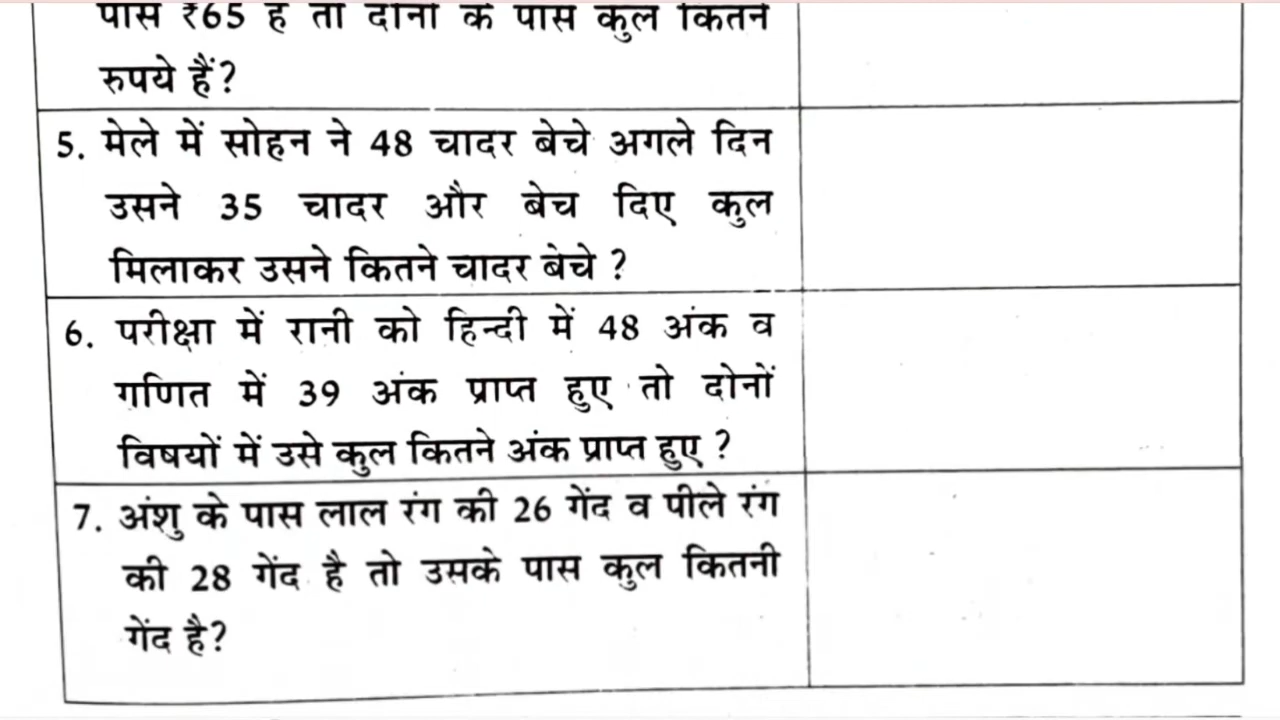 पास ₹65 है तो दोनों के पास कुल कितने
रुपये हैं?
5. मेले में सोहन ने 48 चादर बेचे अगले दिन
उसने 35 चादर और बेच दिए कुल
मिलाकर उसने कितने चादर बेचे ?
6. परीक्षा में रानी को हिन्दी में 48 अंक व
गणित में 39 अंक प्राप्त हुए तो दोनों
विषयों में उसे कुल कितने अंक प्राप्त हुए ?
7. अंशु के पास लाल रंग की 26 गेंद व पीले रंग
की 28 गेंद है तो उसके पास कुल कितनी
गेंद है?